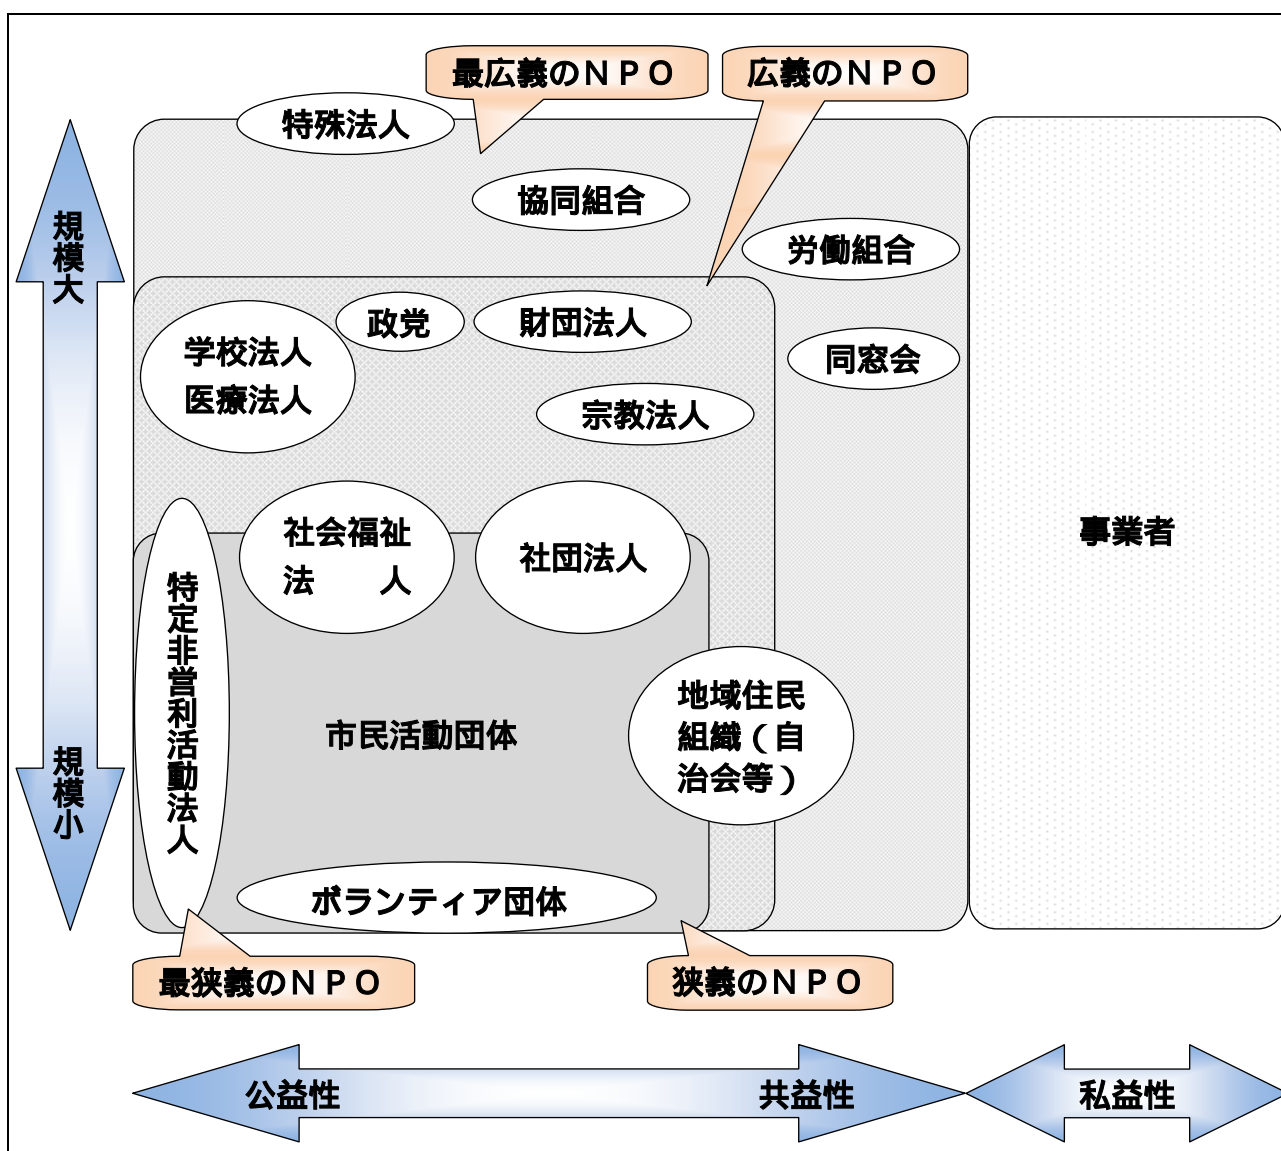 最広義のＮＰＯ
広義のＮＰＯ
特殊法人
協同組合
労働組合
規模大
政党
財団法人
同窓会
学校法人
医療法人
宗教法人
社会福祉
法　　人
社団法人
事業者
特定非営利活動法人
地域住民
組織（自
治会等）
市民活動団体
規模小
ボランティア団体
最狭義のＮＰＯ
狭義のＮＰＯ
公益性
共益性
私益性